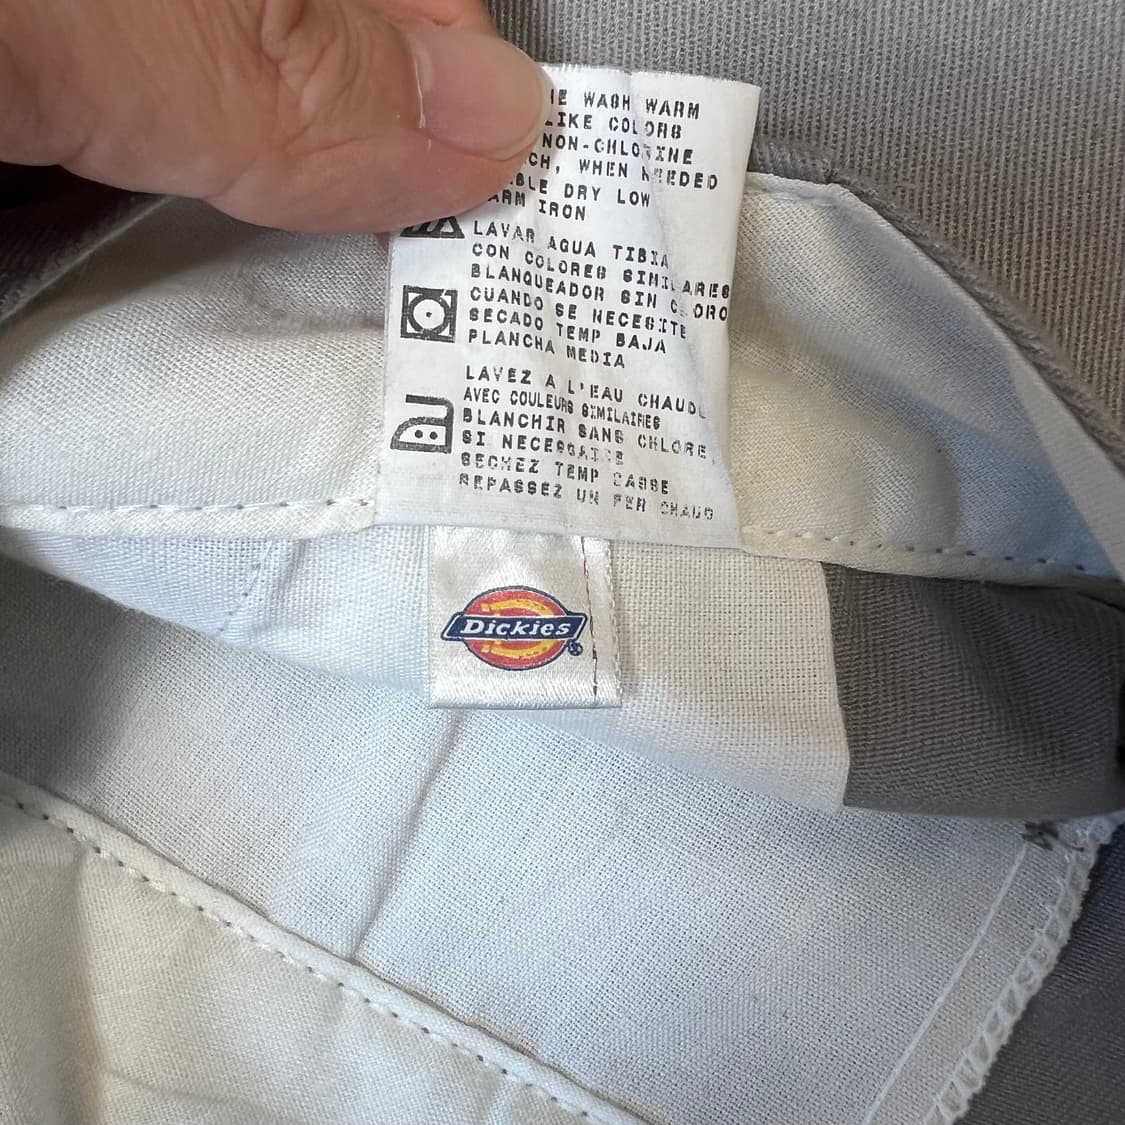 WASH WARM
LIKE COLORS
NON-CHLORINE
WHEN NEEDED
DRY LOW
IRON
LAVAR AGUA TIBIA
CON COLORES SIMILARES
BLANQUEADOR SIN CLORO
CUANDO SE NECESITE
SECADO TEMP BAJA
PLANCHA MEDIA
LAVEZ A L'EAU CHAUDE
AVEC COULEURS SIMILAIRES
BLANCHIR SANS CHLORE,
SI NECESSAIRE
SECHEZ TEMP BASSE
REPASSEZ UN FER CHAUD
Dickies®